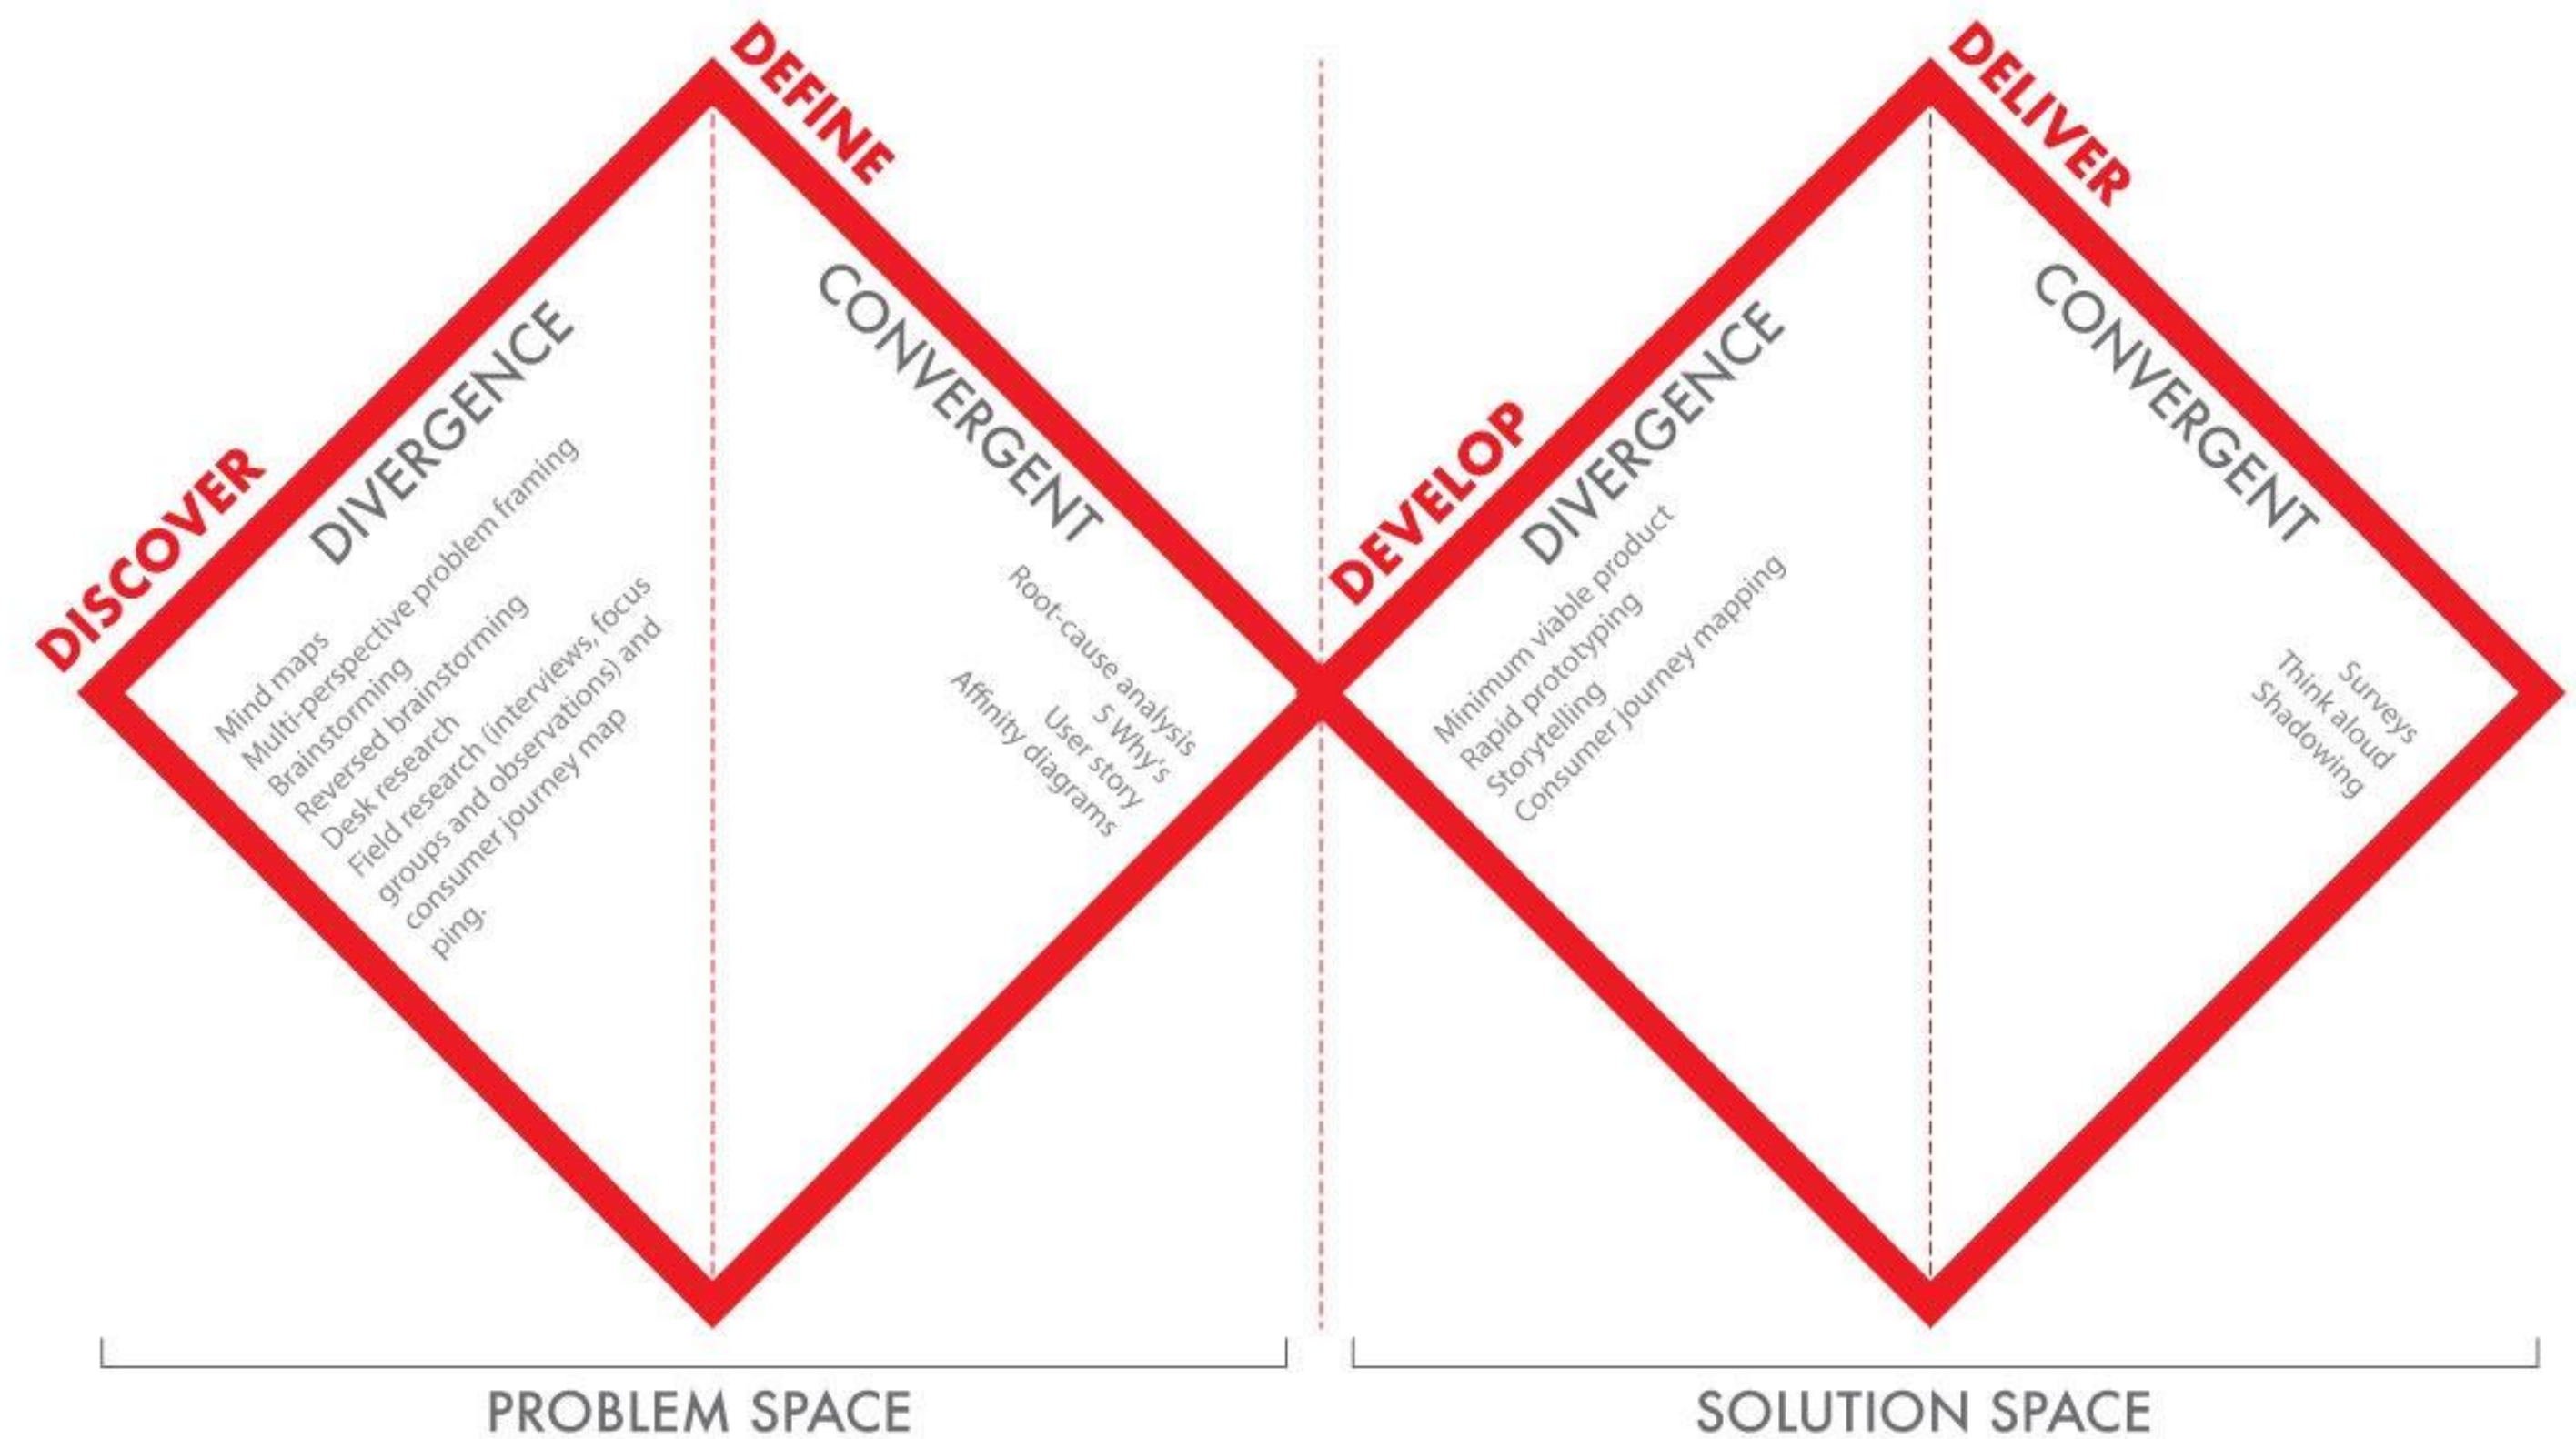 DISCOVER
DIVERGENCE
Mind maps
Multi-perspective problem framing
Brainstorming
Reversed brainstorming
Desk research
Field research (interviews, focus
groups and observations) and
consumer journey map
ping.
DEFINE
CONVERGENT
Root-cause analysis
5 Why's
User story
Affinity diagrams
DEVELOP
DIVERGENCE
Minimum viable product
Rapid prototyping
Storytelling
Consumer journey mapping
DELIVER
CONVERGENT
Surveys
Think aloud
Shadowing
PROBLEM SPACE
SOLUTION SPACE